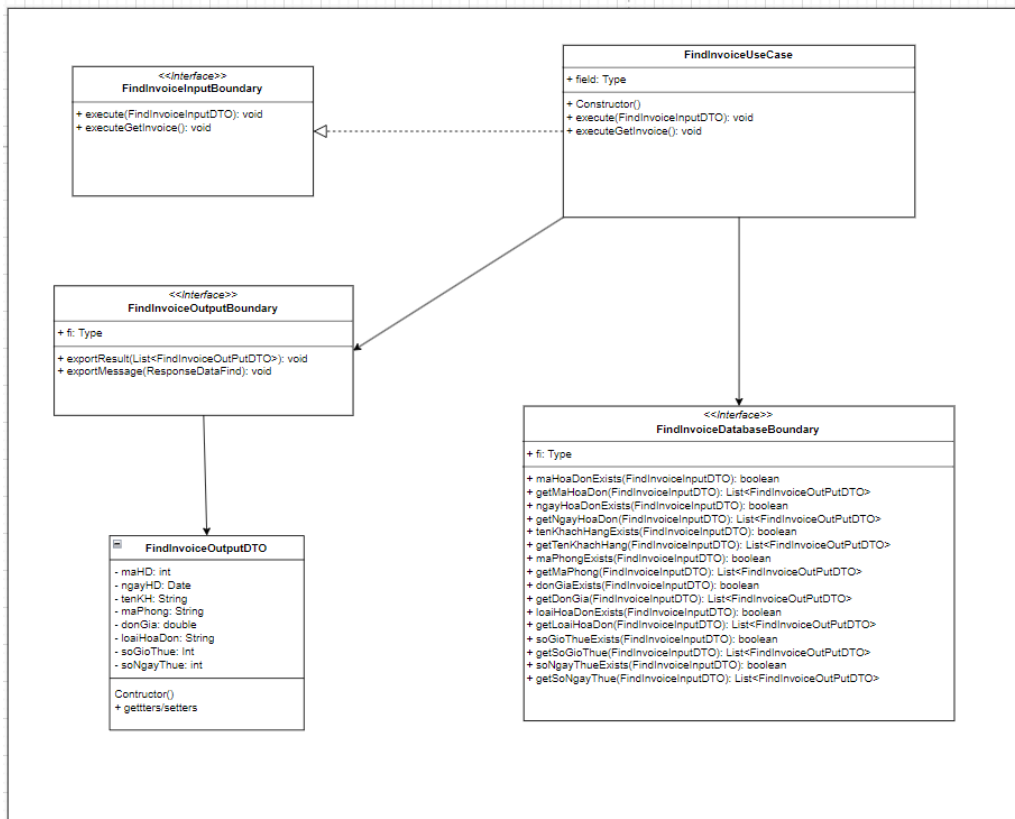 <<Interface>>
FindInvoiceInputBoundary
+ execute(FindInvoiceInputDTO): void
+ executeGetInvoice(): void
FindInvoiceUseCase
+ field: Type
+ Constructor()
+ execute(FindInvoiceInputDTO): void
+ executeGetInvoice(): void
<<Interface>>
FindInvoiceOutputBoundary
+ fi: Type
+ exportResult(List<FindInvoiceOutPutDTO>): void
+ exportMessage(ResponseDataFind): void
<<Interface>>
FindInvoiceDatabaseBoundary
+ fi: Type
+ maHoaDonExists(FindInvoiceInputDTO): boolean
+ getMaHoaDon(FindInvoiceInputDTO): List<FindInvoiceOutPutDTO>
+ ngayHoaDonExists(FindInvoiceInputDTO): boolean
+ getNgayHoaDon(FindInvoiceInputDTO): List<FindInvoiceOutPutDTO>
+ tenKhachHangExists(FindInvoiceInputDTO): boolean
+ getTenKhachHang(FindInvoiceInputDTO): List<FindInvoiceOutPutDTO>
+ maPhongExists(FindInvoiceInputDTO): boolean
+ getMaPhong(FindInvoiceInputDTO): List<FindInvoiceOutPutDTO>
+ donGiaExists(FindInvoiceInputDTO): boolean
+ getDonGia(FindInvoiceInputDTO): List<FindInvoiceOutPutDTO>
+ loaiHoaDonExists(FindInvoiceInputDTO): boolean
+ getLoaiHoaDon(FindInvoiceInputDTO): List<FindInvoiceOutPutDTO>
+ soGioThueExists(FindInvoiceInputDTO): boolean
+ getSoGioThue(FindInvoiceInputDTO): List<FindInvoiceOutPutDTO>
+ soNgayThueExists(FindInvoiceInputDTO): boolean
+ getSoNgayThue(FindInvoiceInputDTO): List<FindInvoiceOutPutDTO>
FindInvoiceOutputDTO
- maHD: int
- ngayHD: Date
- tenKH: String
- maPhong: String
- donGia: double
- loaiHoaDon: String
- soGioThue: Int
- soNgayThue: int
Contructor()
+ gettters/setters